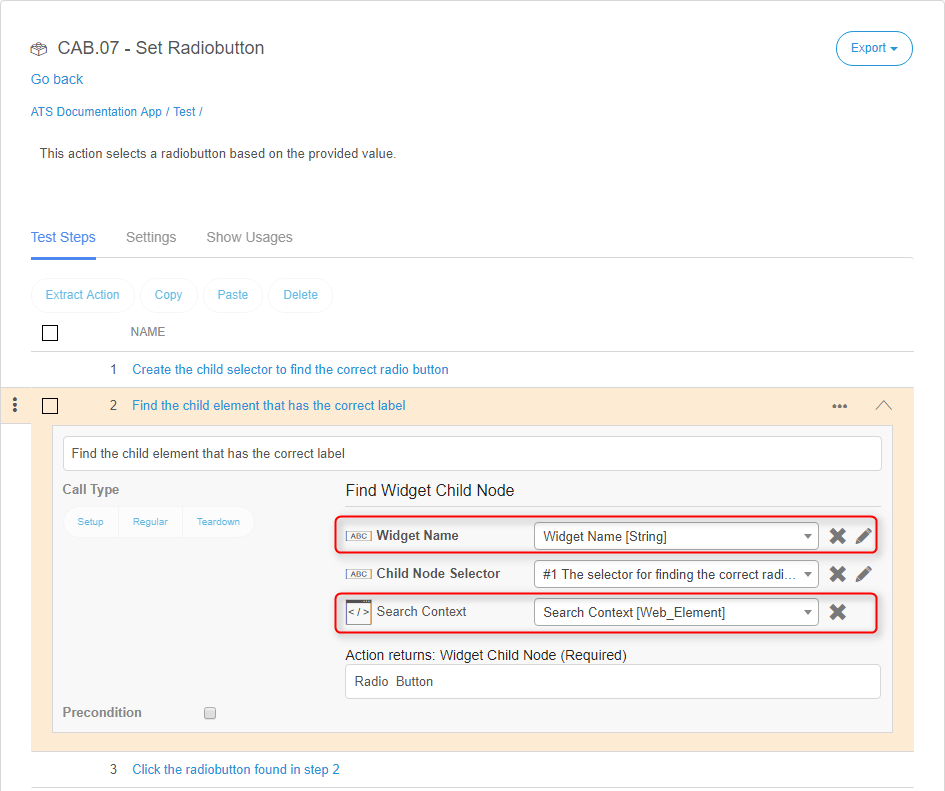 CAB.07 - Set Radiobutton
Export
Go back
ATS Documentation App / Test /
This action selects a radiobutton based on the provided value.
Test Steps Settings Show Usages
Extract Action Copy Paste Delete
NAME
1 Create the child selector to find the correct radio button
2 Find the child element that has the correct label
Find the child element that has the correct label
Call Type
Setup Regular Teardown
Find Widget Child Node
ABC Widget Name Widget Name [String]
ABC Child Node Selector #1 The selector for finding the correct radi...
</> Search Context Search Context [Web_Element]
Action returns: Widget Child Node (Required)
Radio Button
Precondition
3 Click the radiobutton found in step 2